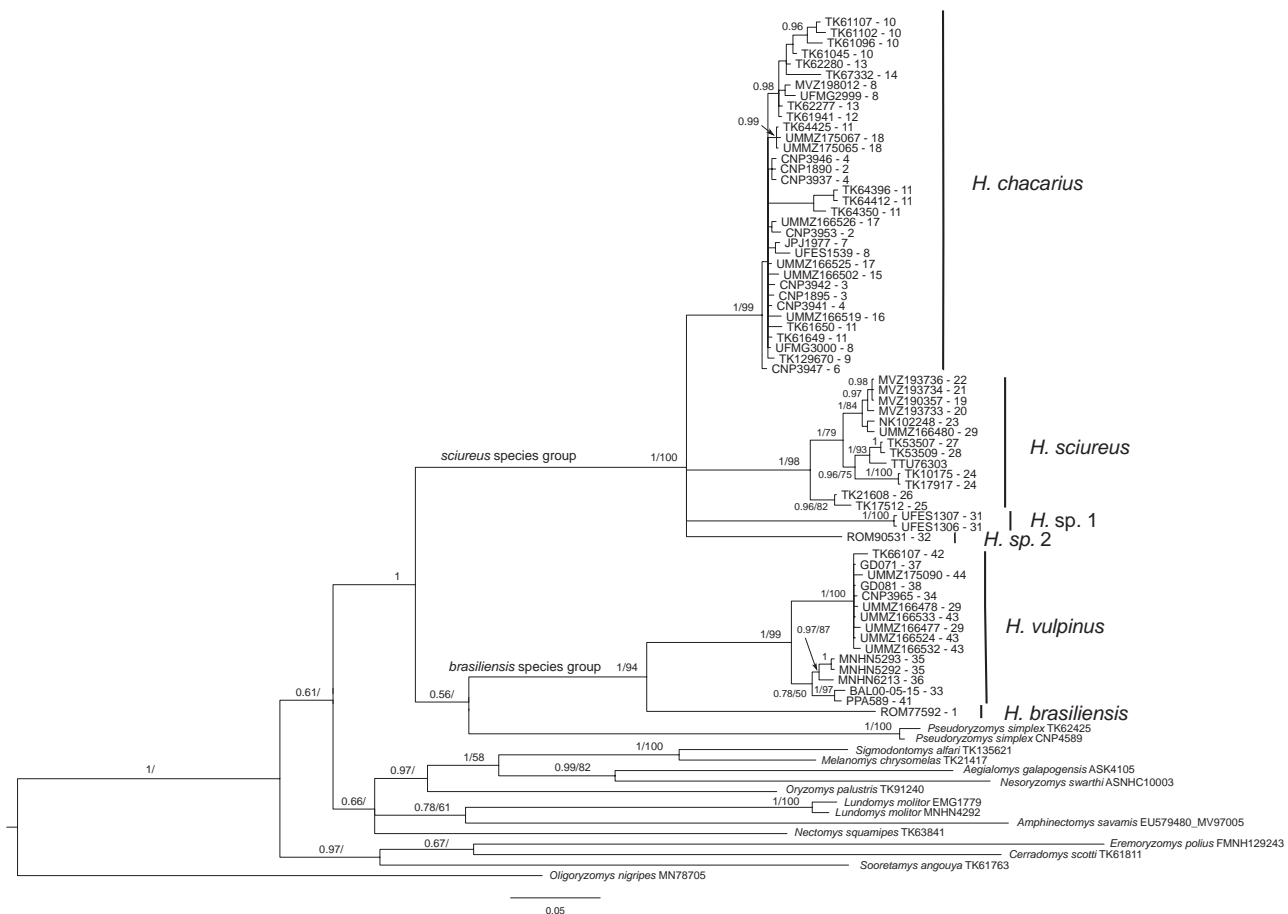 TK61107 - 10
0.96
TK61102 - 10
TK61096 - 10
TK61045 - 10
TK62280 - 13
TK67332 - 14
0.98
MVZ198012 - 8
UFMG2999 - 8
TK62277 - 13
TK61941 - 12
0.99
TK64425 - 11
UMMZ175067 - 18
UMMZ175065 - 18
CNP3946 - 4
CNP1890 - 2
CNP3937 - 4
H. chacarius
TK64396 - 11
TK64412 - 11
TK64350 - 11
UMMZ166526 - 17
CNP3953 - 2
JPJ1977 - 7
UFES1539 - 8
UMMZ166525 - 17
UMMZ166502 - 15
CNP3942 - 3
CNP1895 - 3
CNP3941 - 4
1/99
UMMZ166519 - 16
TK61650 - 11
TK61649 - 11
UFMG3000 - 8
TK129670 - 9
CNP3947 - 6
0.98
MVZ193736 - 22
MVZ193734 - 21
0.97
MVZ190357 - 19
1/84
MVZ193733 - 20
NK102248 - 23
UMMZ166480 - 29
1/79
1
TK53507 - 27
H. sciureus
1/93
TK53509 - 28
sciureus species group
1/100
1/98
TTU76303
0.96/75
1/100
TK10175 - 24
TK17917 - 24
TK21608 - 26
0.96/82
TK17512 - 25
1/100
UFES1307 - 31
H. sp. 1
UFES1306 - 31
ROM90531 - 32
H. sp. 2
TK66107 - 42
GD071 - 37
1
UMMZ175090 - 44
GD081 - 38
1/100
CNP3965 - 34
UMMZ166478 - 29
UMMZ166533 - 43
H. vulpinus
0.97/87
UMMZ166477 - 29
1/99
UMMZ166524 - 43
UMMZ166532 - 43
1
MNHN5293 - 35
brasiliensis species group
1/94
MNHN5292 - 35
MNHN6213 - 36
0.78/50
1/97
BAL00-05-15 - 33
0.56/
PPA589 - 41
0.61/
ROM77592 - 1
H. brasiliensis
1/100
Pseudoryzomys simplex TK62425
Pseudoryzomys simplex CNP4589
1/100
Sigmodontomys alfari TK135621
1/58
Melanomys chrysomelas TK21417
1/
0.97/
0.99/82
Aegialomys galapogensis ASK4105
Nesoryzomys swarthi ASNHC10003
Oryzomys palustris TK91240
0.66/
1/100
Lundomys molitor EMG1779
0.78/61
Lundomys molitor MNHN4292
Amphinectomys savamis EU579480_MV97005
Nectomys squamipes TK63841
0.67/
Eremoryzomys polius FMNH129243
0.97/
Cerradomys scotti TK61811
Sooretamys angouya TK61763
Oligoryzomys nigripes MN78705
0.05